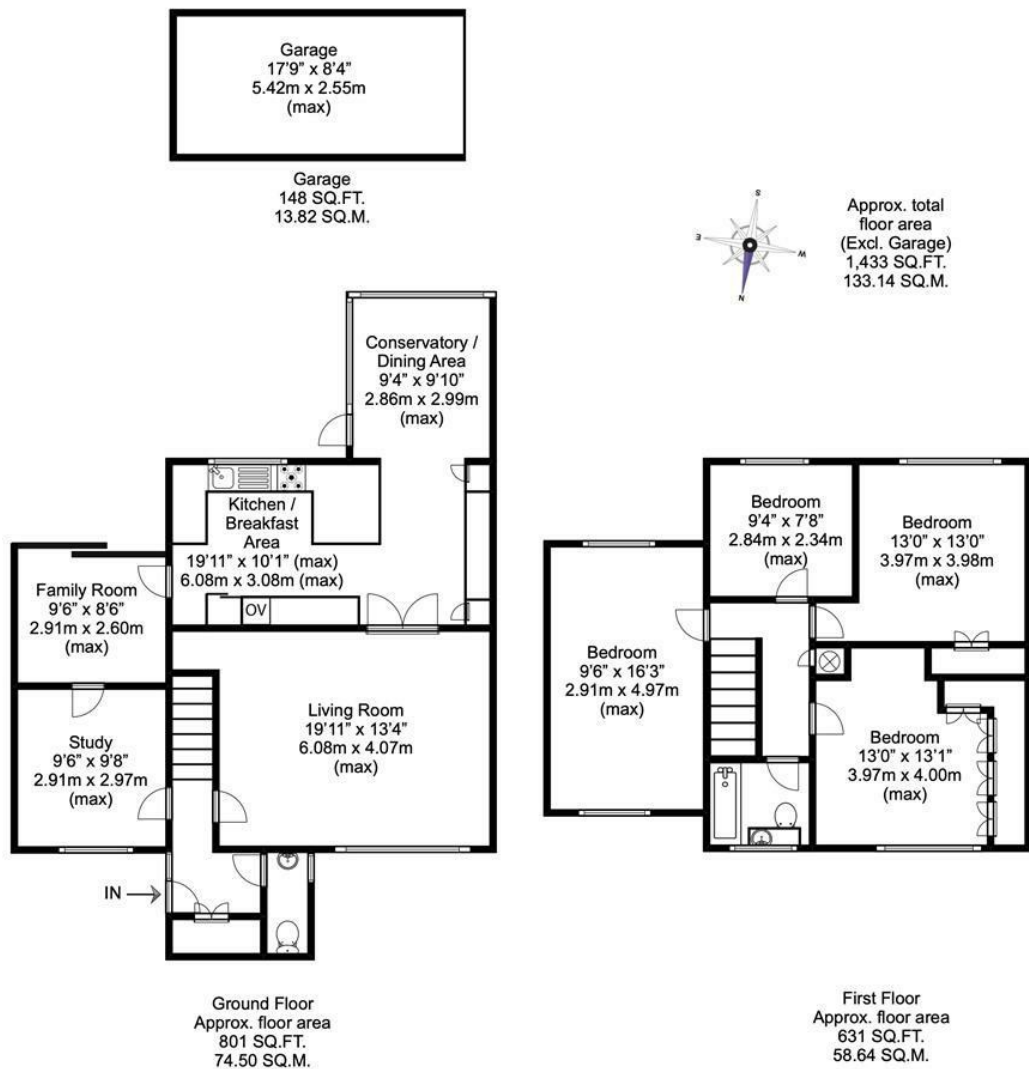 Garage
17'9" x 8'4"
5.42m x 2.55m
(max)
Garage
148 SQ.FT.
13.82 SQ.M.
S
E
W
N
Approx. total
floor area
(Excl. Garage)
1,433 SQ.FT.
133.14 SQ.M.
Conservatory /
Dining Area
9'4" x 9'10"
2.86m x 2.99m
(max)
Kitchen /
Breakfast
Area
19'11" x 10'1" (max)
6.08m x 3.08m (max)
OV
Family Room
9'6" x 8'6"
2.91m x 2.60m
(max)
Study
9'6" x 9'8"
2.91m x 2.97m
(max)
Living Room
19'11" x 13'4"
6.08m x 4.07m
(max)
IN
Ground Floor
Approx. floor area
801 SQ.FT.
74.50 SQ.M.
Bedroom
9'4" x 7'8"
2.84m x 2.34m
(max)
Bedroom
13'0" x 13'0"
3.97m x 3.98m
(max)
Bedroom
9'6" x 16'3"
2.91m x 4.97m
(max)
Bedroom
13'0" x 13'1"
3.97m x 4.00m
(max)
First Floor
Approx. floor area
631 SQ.FT.
58.64 SQ.M.